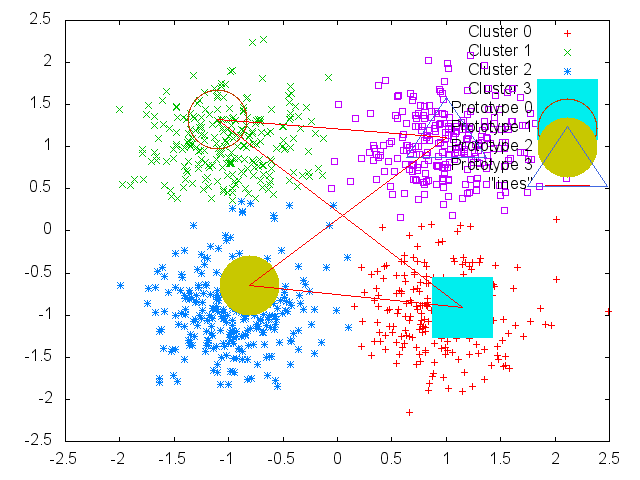 2.5
2
1.5
1
0.5
0
-0.5
-1
-1.5
-2
-2.5
-2.5 -2 -1.5 -1 -0.5 0 0.5 1 1.5 2 2.5
Cluster 0
Cluster 1
Cluster 2
Cluster 3
Prototype 0
Prototype 1
Prototype 2
Prototype 3
"lines"